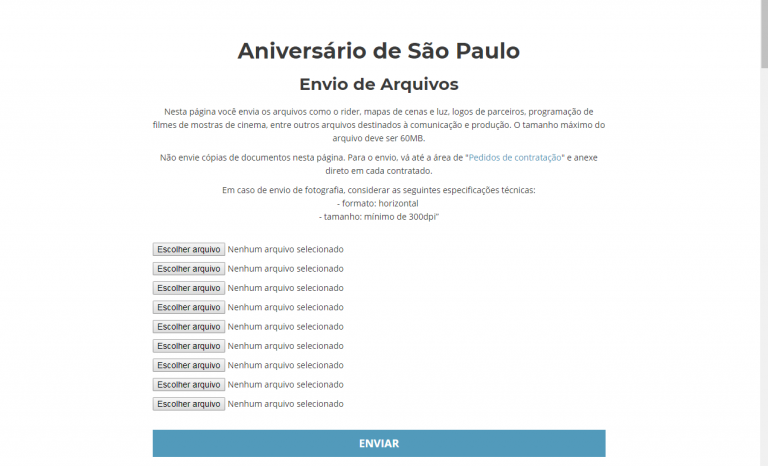 Aniversário de São Paulo
Envio de Arquivos
Nesta página você envia os arquivos como o rider, mapas de cenas e luz, logos de parceiros, programação de
filmes de mostras de cinema, entre outros arquivos destinados à comunicação e produção. O tamanho máximo do
arquivo deve ser 60MB.
Não envie cópias de documentos nesta página. Para o envio, vá até a área de "Pedidos de contratação" e anexe
direto em cada contratado.
Em caso de envio de fotografia, considerar as seguintes especificações técnicas:
- formato: horizontal
- tamanho: mínimo de 300dpi"
Escolher arquivo Nenhum arquivo selecionado
Escolher arquivo Nenhum arquivo selecionado
Escolher arquivo Nenhum arquivo selecionado
Escolher arquivo Nenhum arquivo selecionado
Escolher arquivo Nenhum arquivo selecionado
Escolher arquivo Nenhum arquivo selecionado
Escolher arquivo Nenhum arquivo selecionado
Escolher arquivo Nenhum arquivo selecionado
Escolher arquivo Nenhum arquivo selecionado
ENVIAR